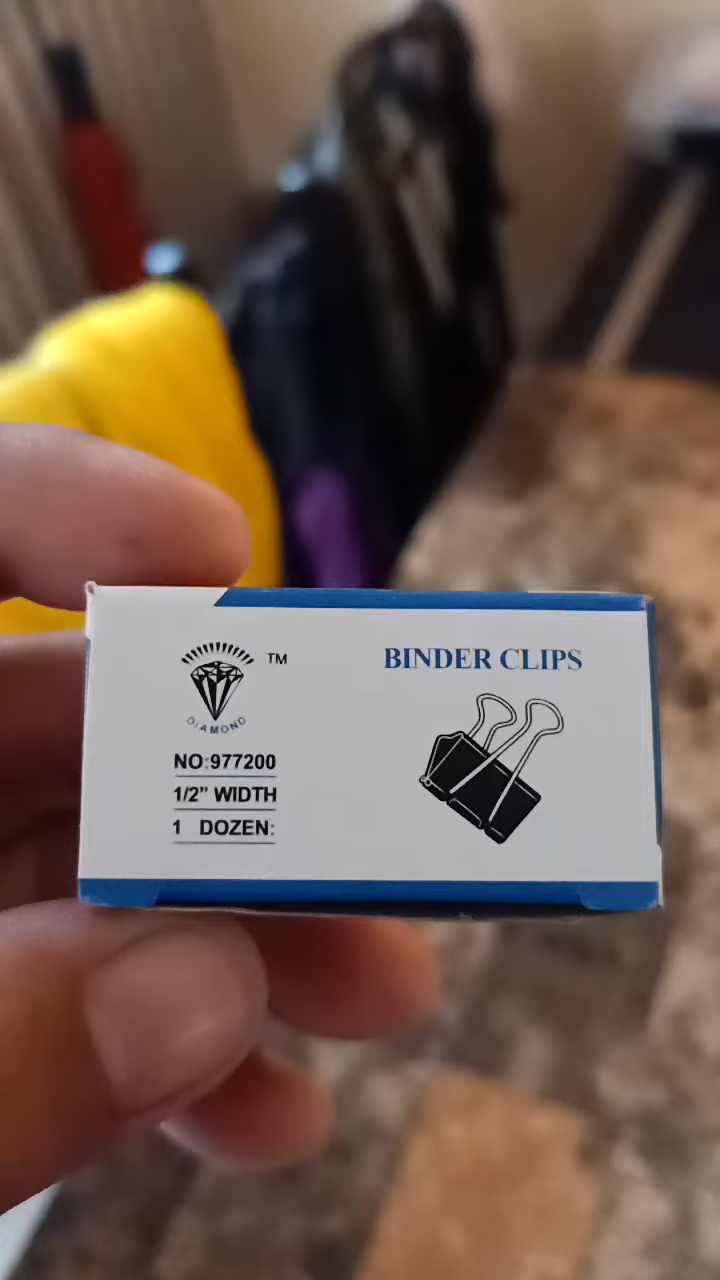 TM
DIAMOND
NO:977200
1/2” WIDTH
1 DOZEN:
BINDER CLIPS